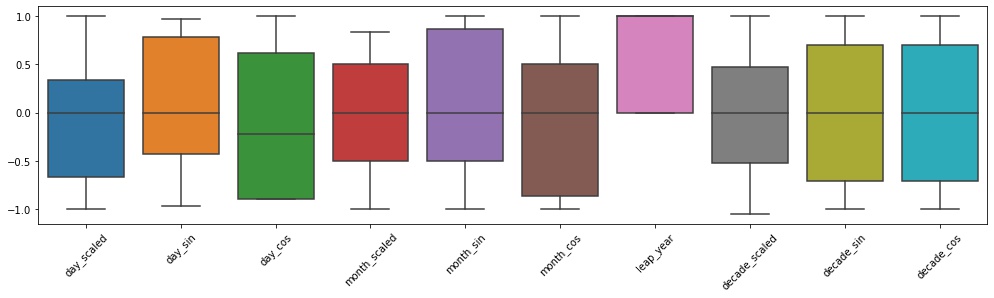 1.0
0.5
0.0
−0.5
−1.0
day_scaled
day_sin
day_cos
month_scaled
month_sin
month_cos
leap_year
decade_scaled
decade_sin
decade_cos